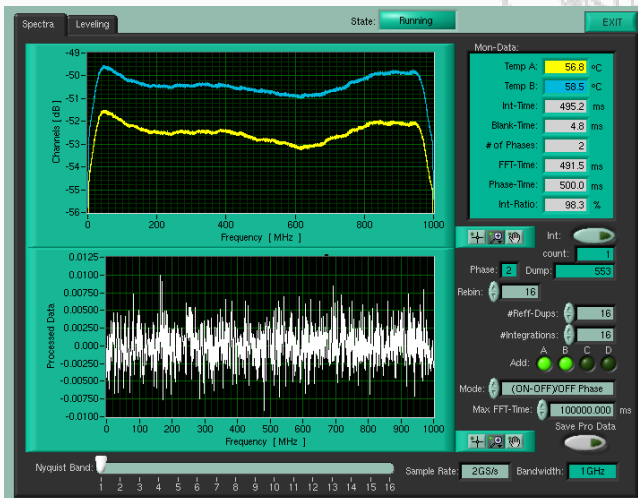 Spectra
Leveling
State: Running
EXIT
Mon-Data:
Temp A: 56.8 ºC
Temp B: 58.5 ºC
Int-Time: 495.2 ms
Blank-Time: 4.8 ms
# of Phases: 2
FFT-Time: 491.5 ms
Phase-Time: 500.0 ms
Int-Ratio: 98.3 %
Channels [ dB ]
-49
-50
-51
-52
-53
-54
-55
-56
0 200 400 600 800 1000
Frequency [ MHz ]
Int:
count: 1
Phase: 2 Dump: 553
Rebin: 16
#Reff-Dups: 16
#Integrations: 16
A B C D
Add:
Mode: (ON-OFF)/OFF Phase
Max FFT-Time: 100000.000 ms
Save Pro Data
Processed Data
0.0125
0.0100
0.00750
0.00500
0.00250
0.000
-0.00250
-0.00500
-0.00750
-0.0100
0 100 200 300 400 500 600 700 800 900 1000
Frequency [ MHz ]
Nyquist Band:
1 2 3 4 5 6 7 8 9 10 11 12 13 14 15 16
Sample Rate: 2GS/s Bandwidth: 1GHz